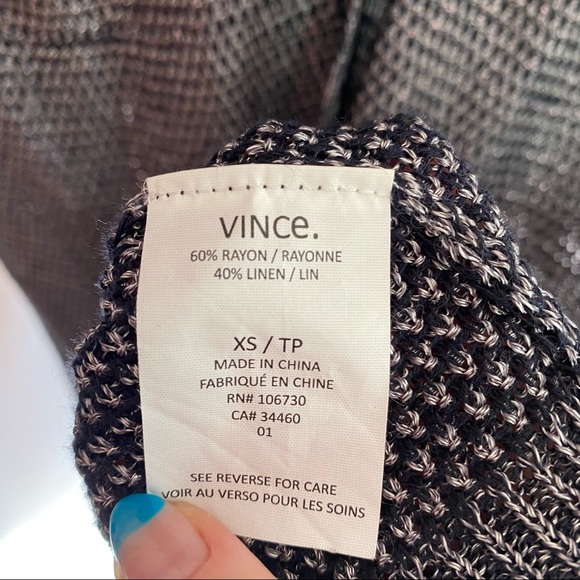 VINCe.
60% RAYON / RAYONNE
40% LINEN / LIN
XS / TP
MADE IN CHINA
FABRIQUÉ EN CHINE
RN# 106730
CA# 34460
01
SEE REVERSE FOR CARE
VOIR AU VERSO POUR LES SOINS